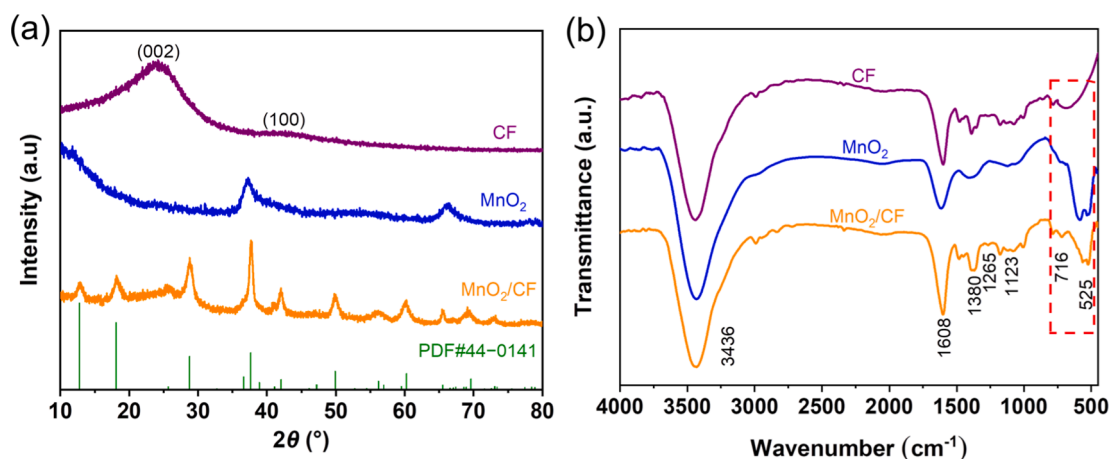 (a)
(002)
(100)
CF
MnO₂
MnO₂/CF
PDF#44−0141
Intensity (a.u)
10 20 30 40 50 60 70 80
2θ (°)
(b)
CF
MnO₂
MnO₂/CF
3436
1608
1380
1265
1123
716
525
Transmittance (a.u.)
4000 3500 3000 2500 2000 1500 1000 500
Wavenumber (cm⁻¹)